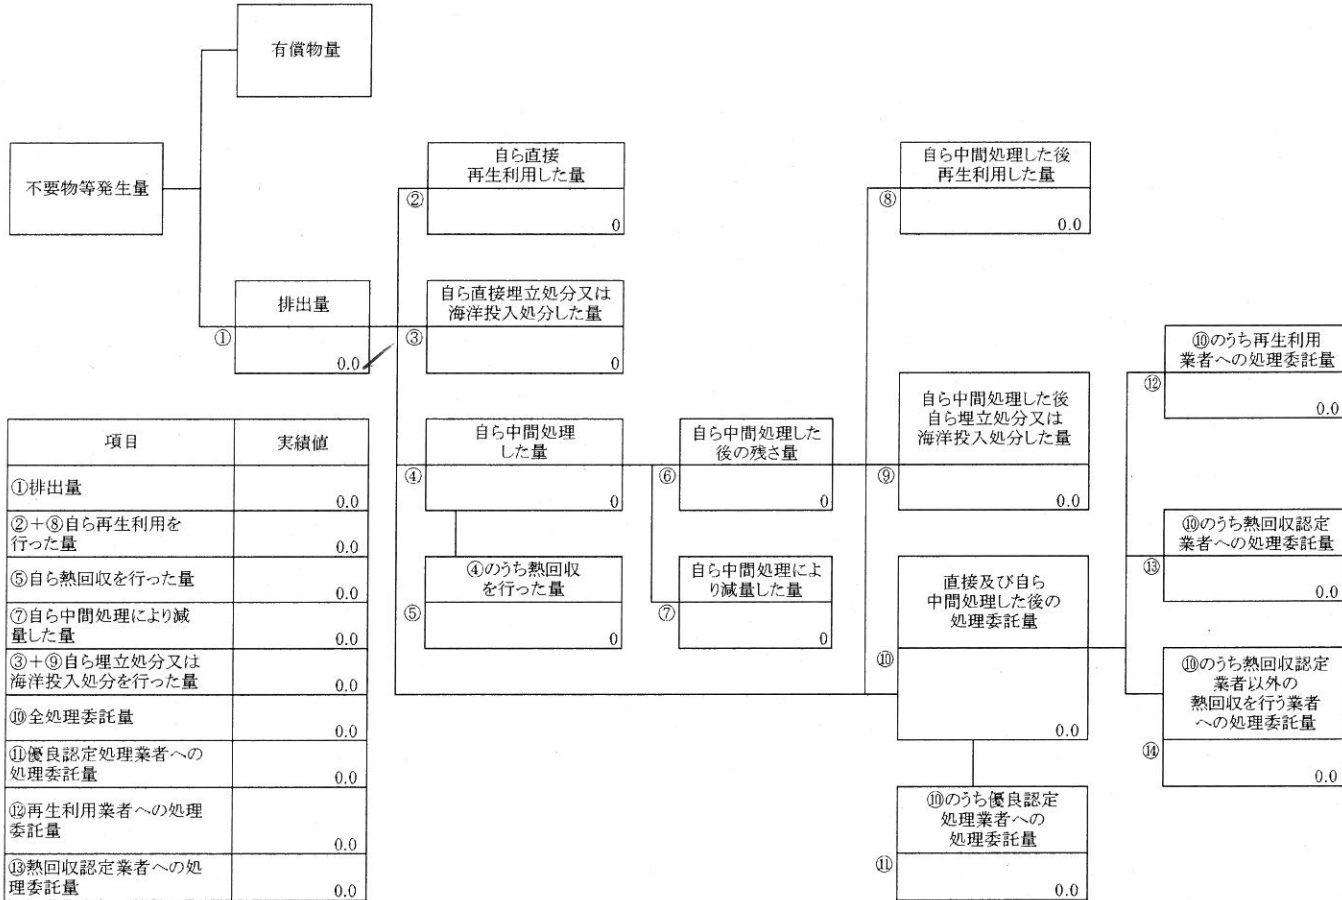 有償物量
不要物等発生量
排出量
①
0.0
自ら直接
再生利用した量
②
0
自ら直接埋立処分又は
海洋投入処分した量
③
0
自ら中間処理
した量
④
0
④のうち熱回収
を行った量
⑤
0
自ら中間処理した
後の残さ量
⑥
0
自ら中間処理によ
り減量した量
⑦
0
自ら中間処理した後
再生利用した量
⑧
0.0
自ら中間処理した後
自ら埋立処分又は
海洋投入処分した量
⑨
0.0
直接及び自ら
中間処理した後の
処理委託量
⑩
0.0
⑩のうち優良認定
処理業者への
処理委託量
⑪
0.0
⑩のうち再生利用
業者への処理委託量
⑫
0.0
⑩のうち熱回収認定
業者への処理委託量
⑬
0.0
⑩のうち熱回収認定
業者以外の
熱回収を行う業者
への処理委託量
⑭
0.0
項目 実績値
①排出量 0.0
②+⑧自ら再生利用を
行った量 0.0
⑤自ら熱回収を行った量 0.0
⑦自ら中間処理により減
量した量 0.0
③+⑨自ら埋立処分又は
海洋投入処分を行った量 0.0
⑩全処理委託量 0.0
⑪優良認定処理業者への
処理委託量 0.0
⑫再生利用業者への処理
委託量 0.0
⑬熱回収認定業者への処
理委託量 0.0